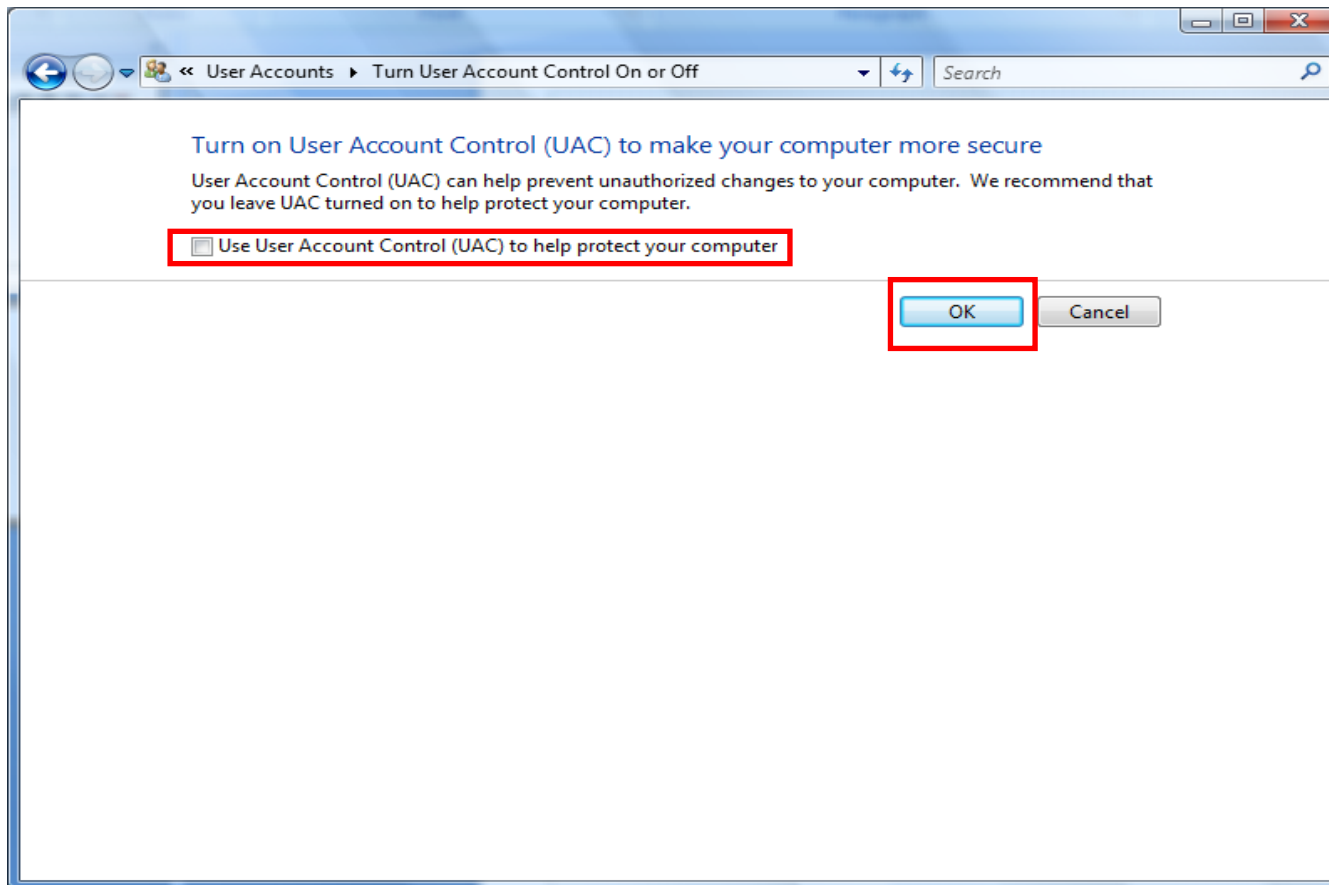 « User Accounts ▸ Turn User Account Control On or Off
Search
Turn on User Account Control (UAC) to make your computer more secure
User Account Control (UAC) can help prevent unauthorized changes to your computer. We recommend that
you leave UAC turned on to help protect your computer.
Use User Account Control (UAC) to help protect your computer
OK
Cancel